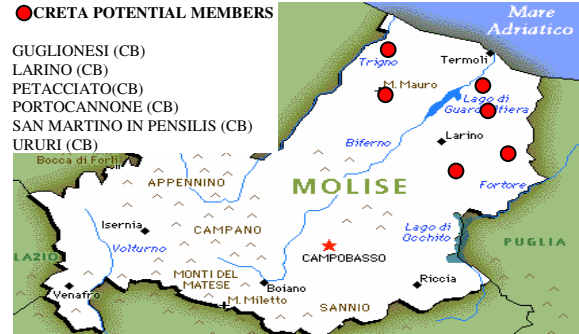 CRETA POTENTIAL MEMBERS
GUGLIONESI (CB)
LARINO (CB)
PETACCIATO(CB)
PORTOCANNONE (CB)
SAN MARTINO IN PENSILIS (CB)
URURI (CB)
Mare
Adriatico
Trigno
Termoli
M. Mauro
Lago di
Biferno
Larino
Bocca di Forlì
APPENNINO
MOLISE
Fortore
Isernia
CAMPANO
Lago di
Occhito
Volturno
PUGLIA
LAZIO
CAMPOBASSO
MONTI DEL
MATESE
Venafro
Boiano
Riccia
M. Miletto
SANNIO